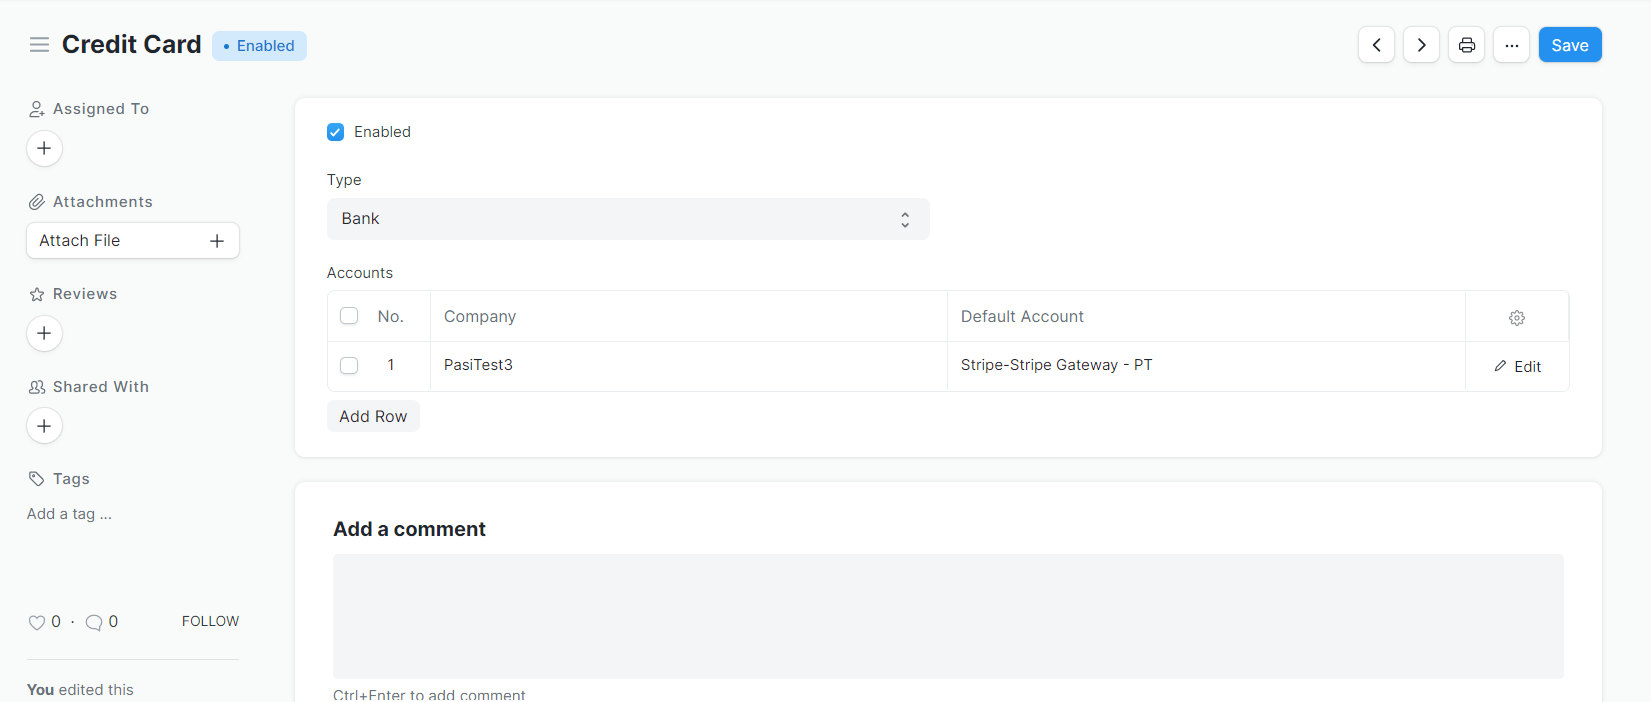 Credit Card
Enabled
Save
Assigned To
Attachments
Attach File
Reviews
Shared With
Tags
Add a tag ...
0 · 0 FOLLOW
You edited this
Enabled
Type
Bank
Accounts
No. Company Default Account
1 PasiTest3 Stripe-Stripe Gateway - PT Edit
Add Row
Add a comment
Ctrl+Enter to add comment